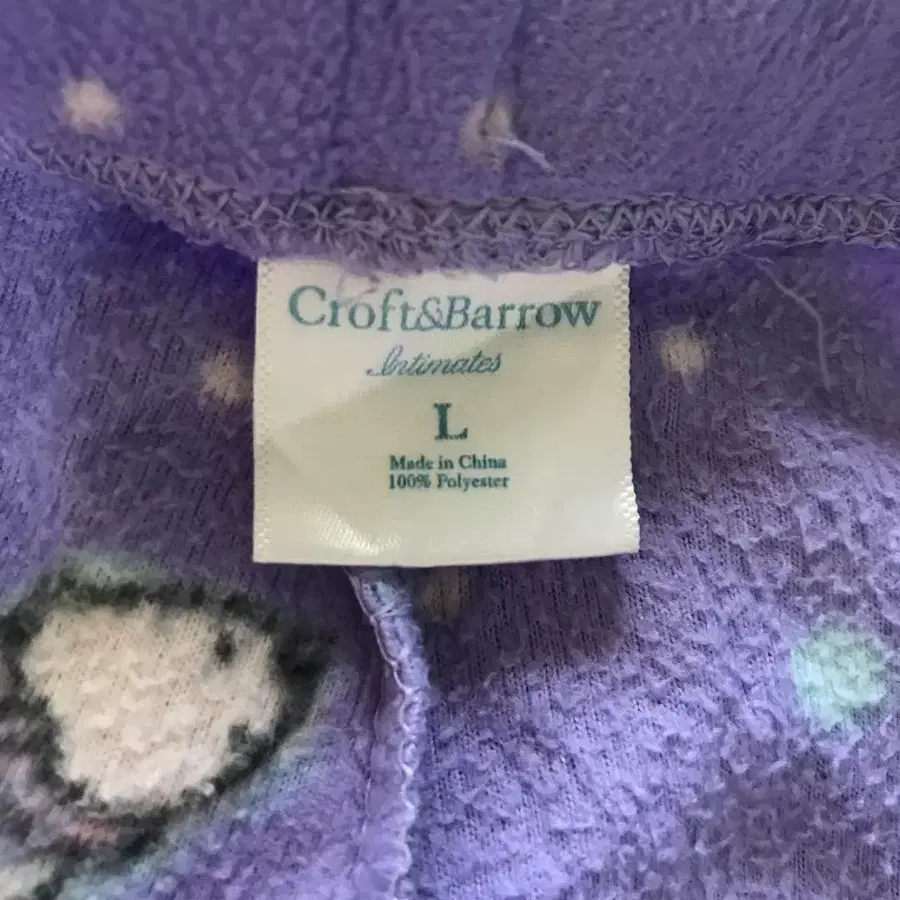 Croft&Barrow
Intimates
L
Made in China
100% Polyester